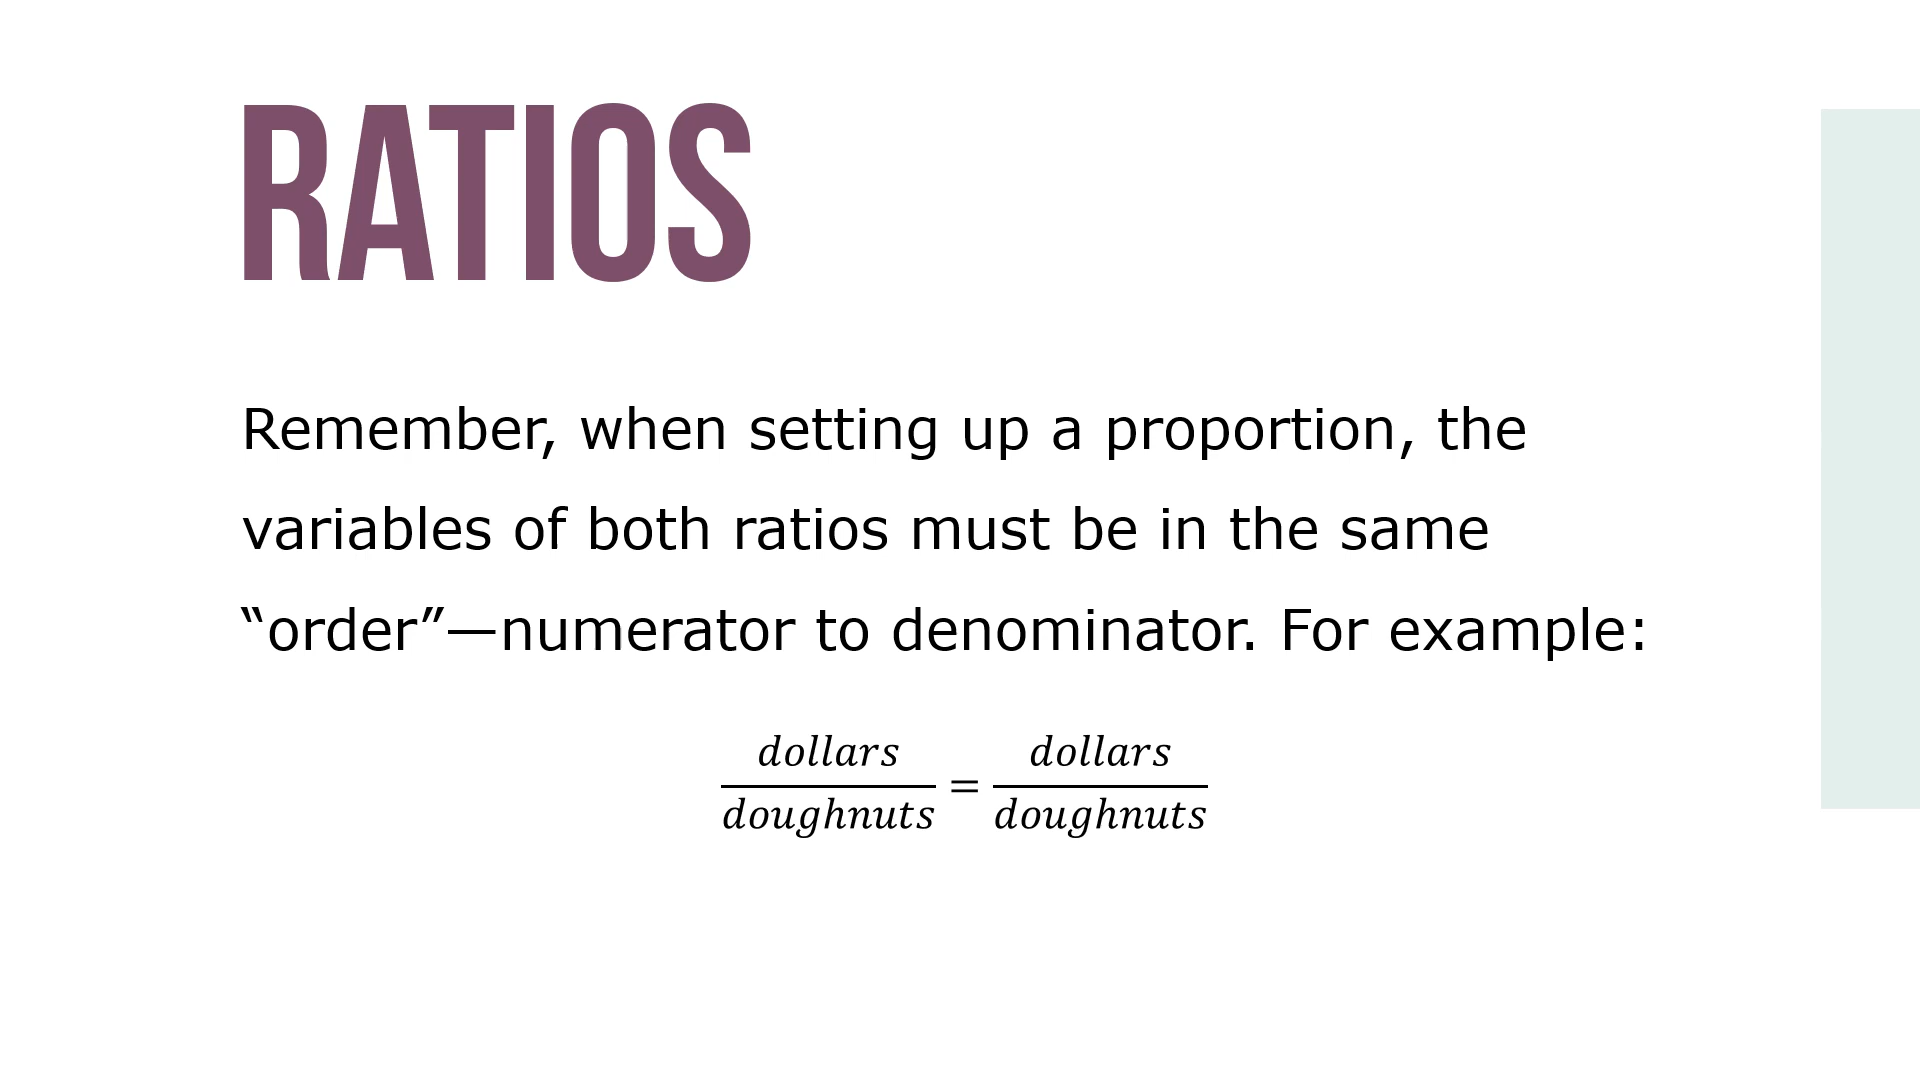 RATIOS
Remember, when setting up a proportion, the
variables of both ratios must be in the same
“order”—numerator to denominator. For example:
dollars/doughnuts = dollars/doughnuts